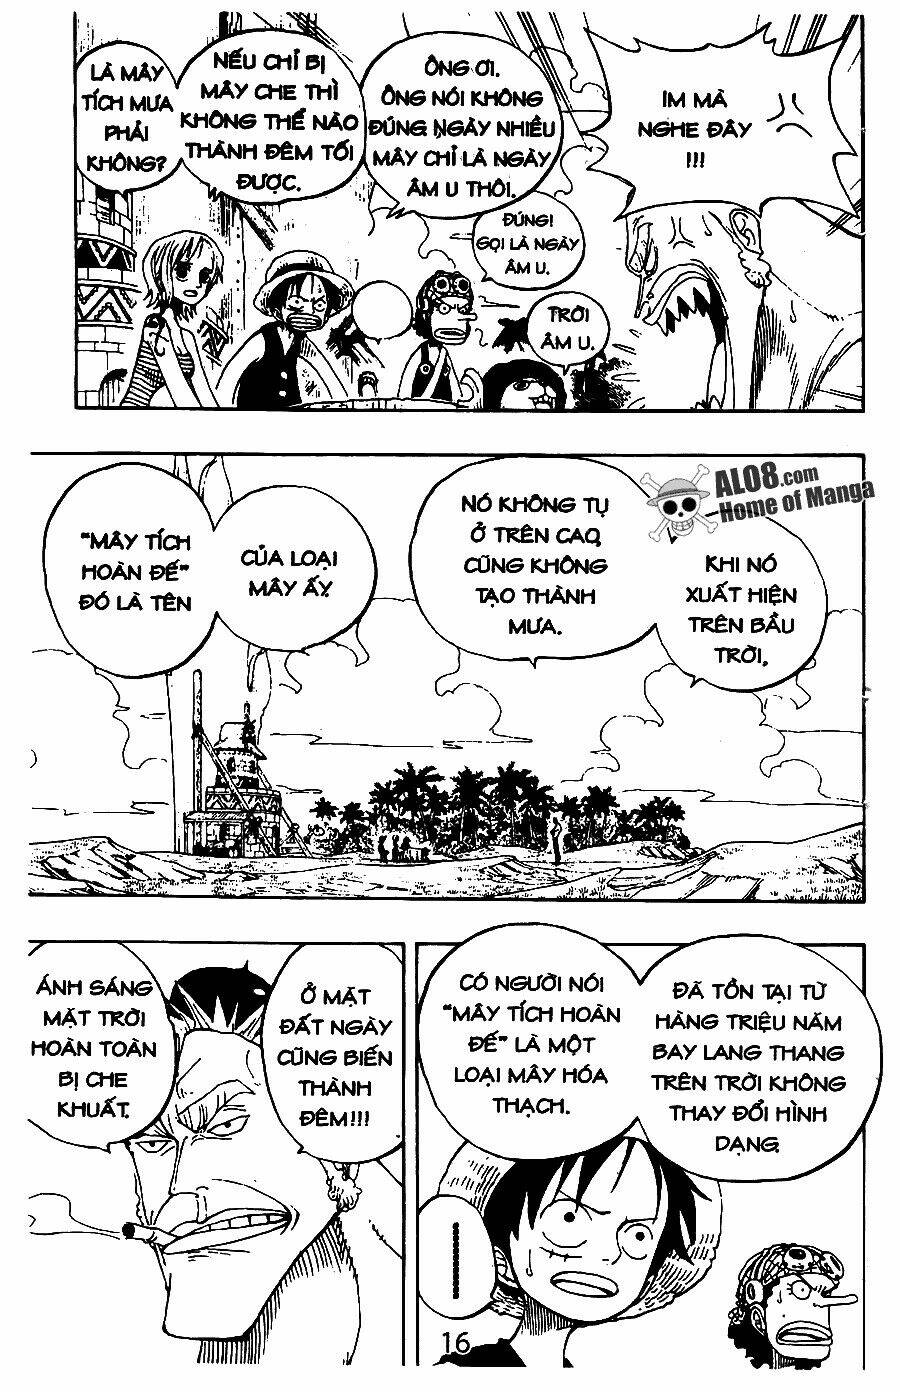 IM MÀ
NGHE ĐÂY
!!!
ÔNG ƠI.
ÔNG NÓI KHÔNG
ĐÚNG. NGÀY NHIỀU
MÂY CHỈ LÀ NGÀY
ÂM U THÔI.
NẾU CHỈ BỊ
MÂY CHE THÌ
KHÔNG THỂ NÀO
THÀNH ĐÊM TỐI
ĐƯỢC.
LÀ MÂY
TÍCH MƯA
PHẢI
KHÔNG?
ĐÚNG!
GỌI LÀ NGÀY
ÂM U.
TRỜI
ÂM U.
ALO8.com
Home of Manga
KHI NÓ
XUẤT HIỆN
TRÊN BẦU
TRỜI,
NÓ KHÔNG TỤ
Ở TRÊN CAO,
CŨNG KHÔNG
TẠO THÀNH
MƯA.
CỦA LOẠI
MÂY ẤY.
"MÂY TÍCH
HOÀN ĐẾ"
ĐÓ LÀ TÊN
ĐÃ TỒN TẠI TỪ
HÀNG TRIỆU NĂM
BAY LANG THANG
TRÊN TRỜI KHÔNG
THAY ĐỔI HÌNH
DẠNG.
CÓ NGƯỜI NÓI
"MÂY TÍCH HOÀN
ĐẾ" LÀ MỘT
LOẠI MÂY HÓA
THẠCH.
Ở MẶT
ĐẤT NGÀY
CŨNG BIẾN
THÀNH
ĐÊM!!!
ÁNH SÁNG
MẶT TRỜI
HOÀN TOÀN
BỊ CHE
KHUẤT.
...........
16